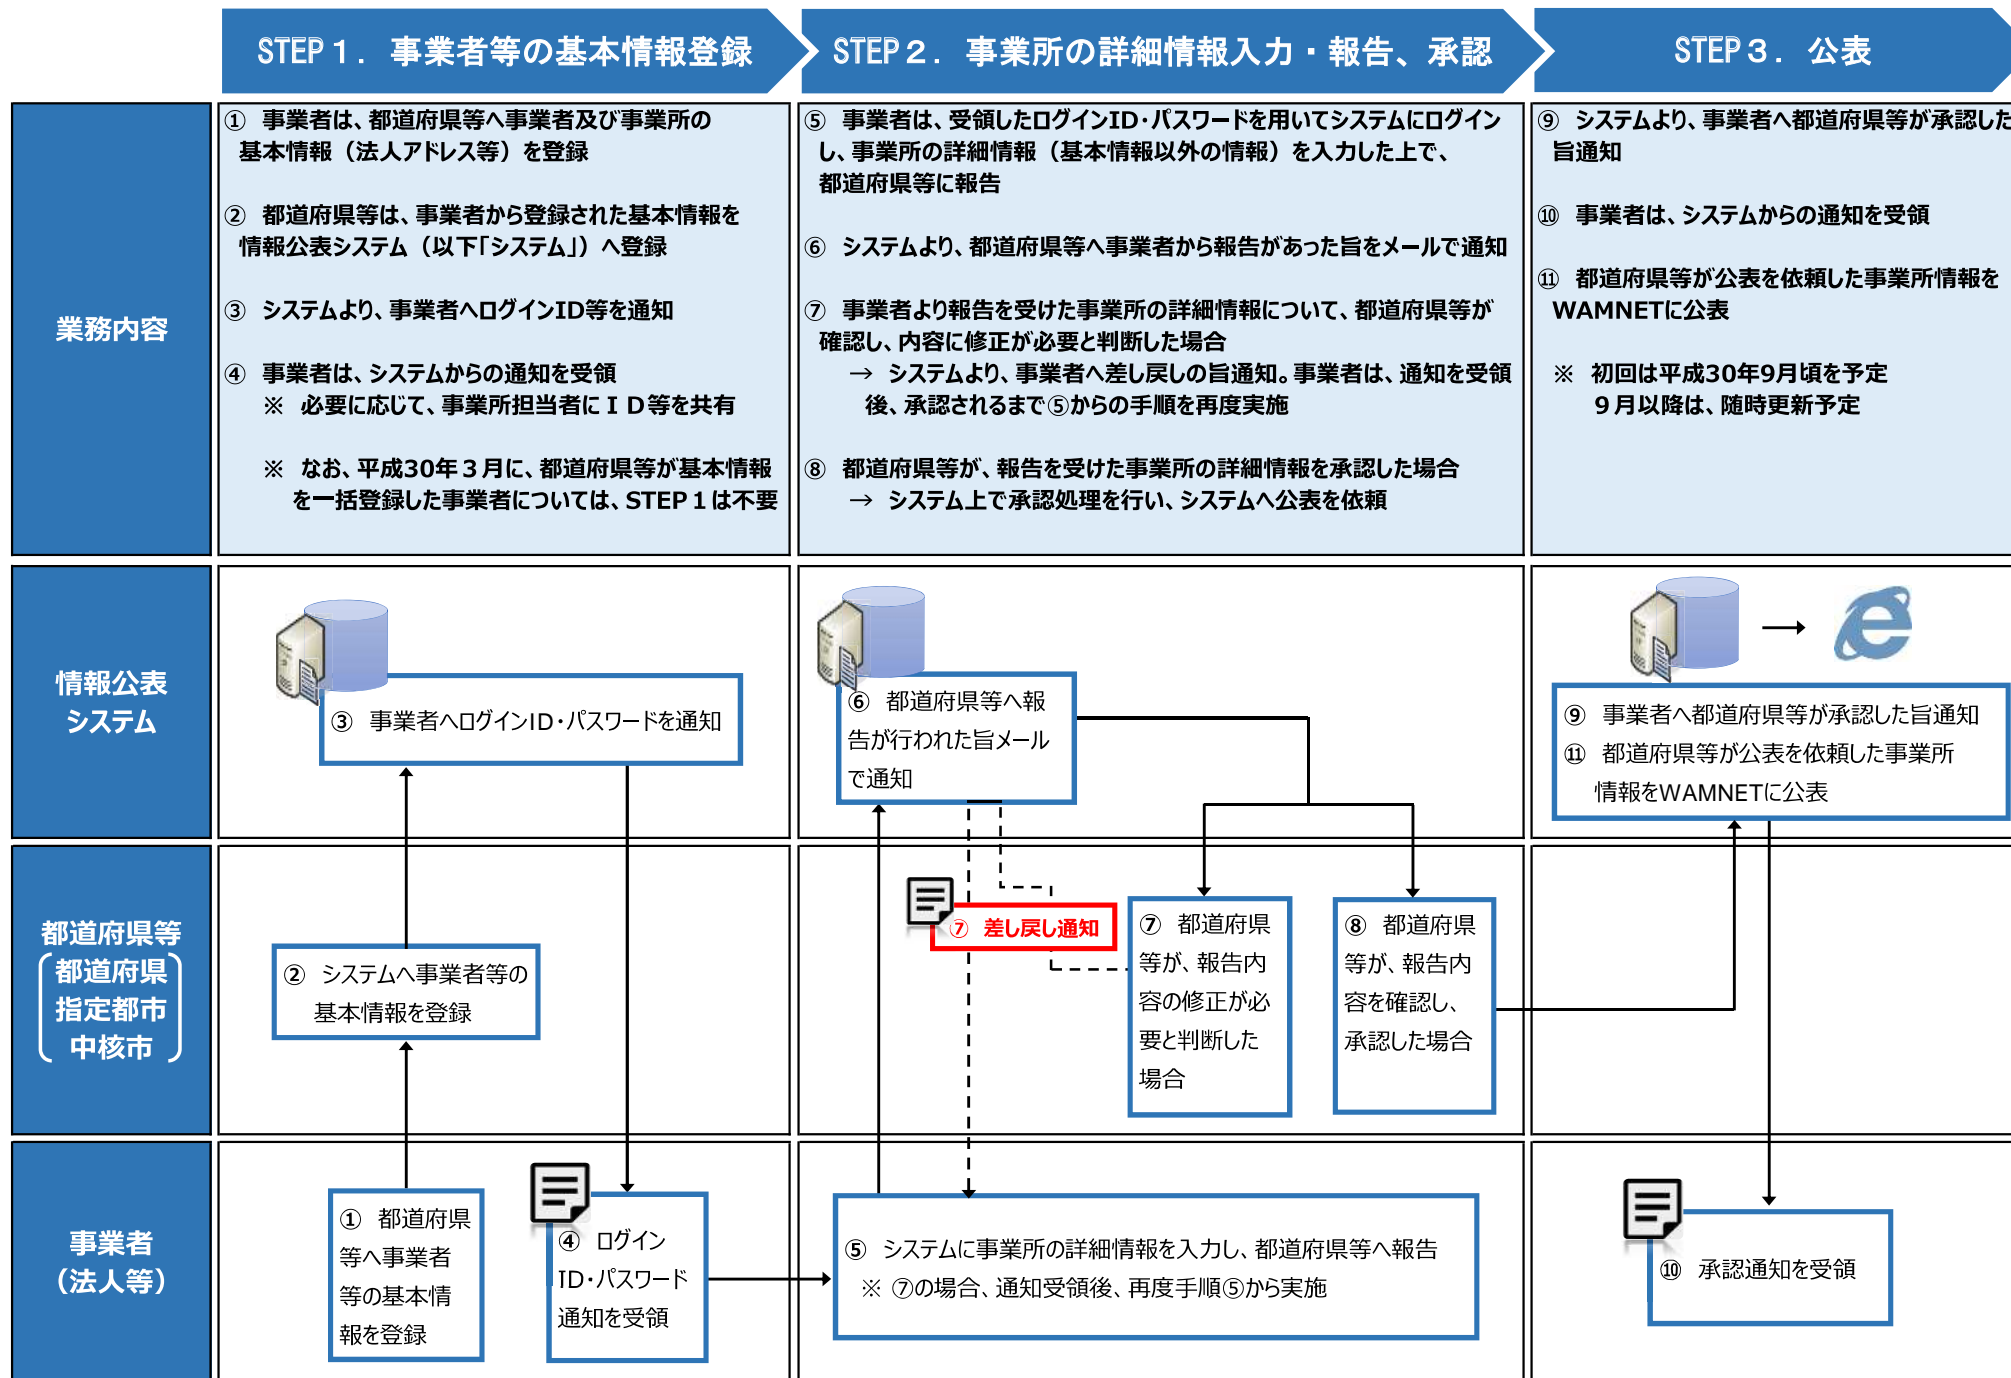 STEP１．事業者等の基本情報登録
STEP２．事業所の詳細情報入力・報告、承認
STEP３．公表
業務内容
① 事業者は、都道府県等へ事業者及び事業所の
基本情報（法人アドレス等）を登録
② 都道府県等は、事業者から登録された基本情報を
情報公表システム（以下「システム」）へ登録
③ システムより、事業者へログインID等を通知
④ 事業者は、システムからの通知を受領
※ 必要に応じて、事業所担当者にＩＤ等を共有
※ なお、平成30年３月に、都道府県等が基本情報
を一括登録した事業者については、STEP１は不要
⑤ 事業者は、受領したログインID・パスワードを用いてシステムにログイン
し、事業所の詳細情報（基本情報以外の情報）を入力した上で、
都道府県等に報告
⑥ システムより、都道府県等へ事業者から報告があった旨をメールで通知
⑦ 事業者より報告を受けた事業所の詳細情報について、都道府県等が
確認し、内容に修正が必要と判断した場合
→ システムより、事業者へ差し戻しの旨通知。事業者は、通知を受領
後、承認されるまで⑤からの手順を再度実施
⑧ 都道府県等が、報告を受けた事業所の詳細情報を承認した場合
→ システム上で承認処理を行い、システムへ公表を依頼
⑨ システムより、事業者へ都道府県等が承認した
旨通知
⑩ 事業者は、システムからの通知を受領
⑪ 都道府県等が公表を依頼した事業所情報を
WAMNETに公表
※ 初回は平成30年9月頃を予定
９月以降は、随時更新予定
情報公表
システム
③ 事業者へログインID・パスワードを通知
⑥ 都道府県等へ報
告が行われた旨メール
で通知
⑨ 事業者へ都道府県等が承認した旨通知
⑪ 都道府県等が公表を依頼した事業所
情報をWAMNETに公表
都道府県等
都道府県
指定都市
中核市
② システムへ事業者等の
基本情報を登録
⑦ 差し戻し通知
⑦ 都道府県
等が、報告内
容の修正が必
要と判断した
場合
⑧ 都道府県
等が、報告内
容を確認し、
承認した場合
事業者
（法人等）
① 都道府県
等へ事業者
等の基本情
報を登録
④ ログイン
ID・パスワード
通知を受領
⑤ システムに事業所の詳細情報を入力し、都道府県等へ報告
※ ⑦の場合、通知受領後、再度手順⑤から実施
⑩ 承認通知を受領